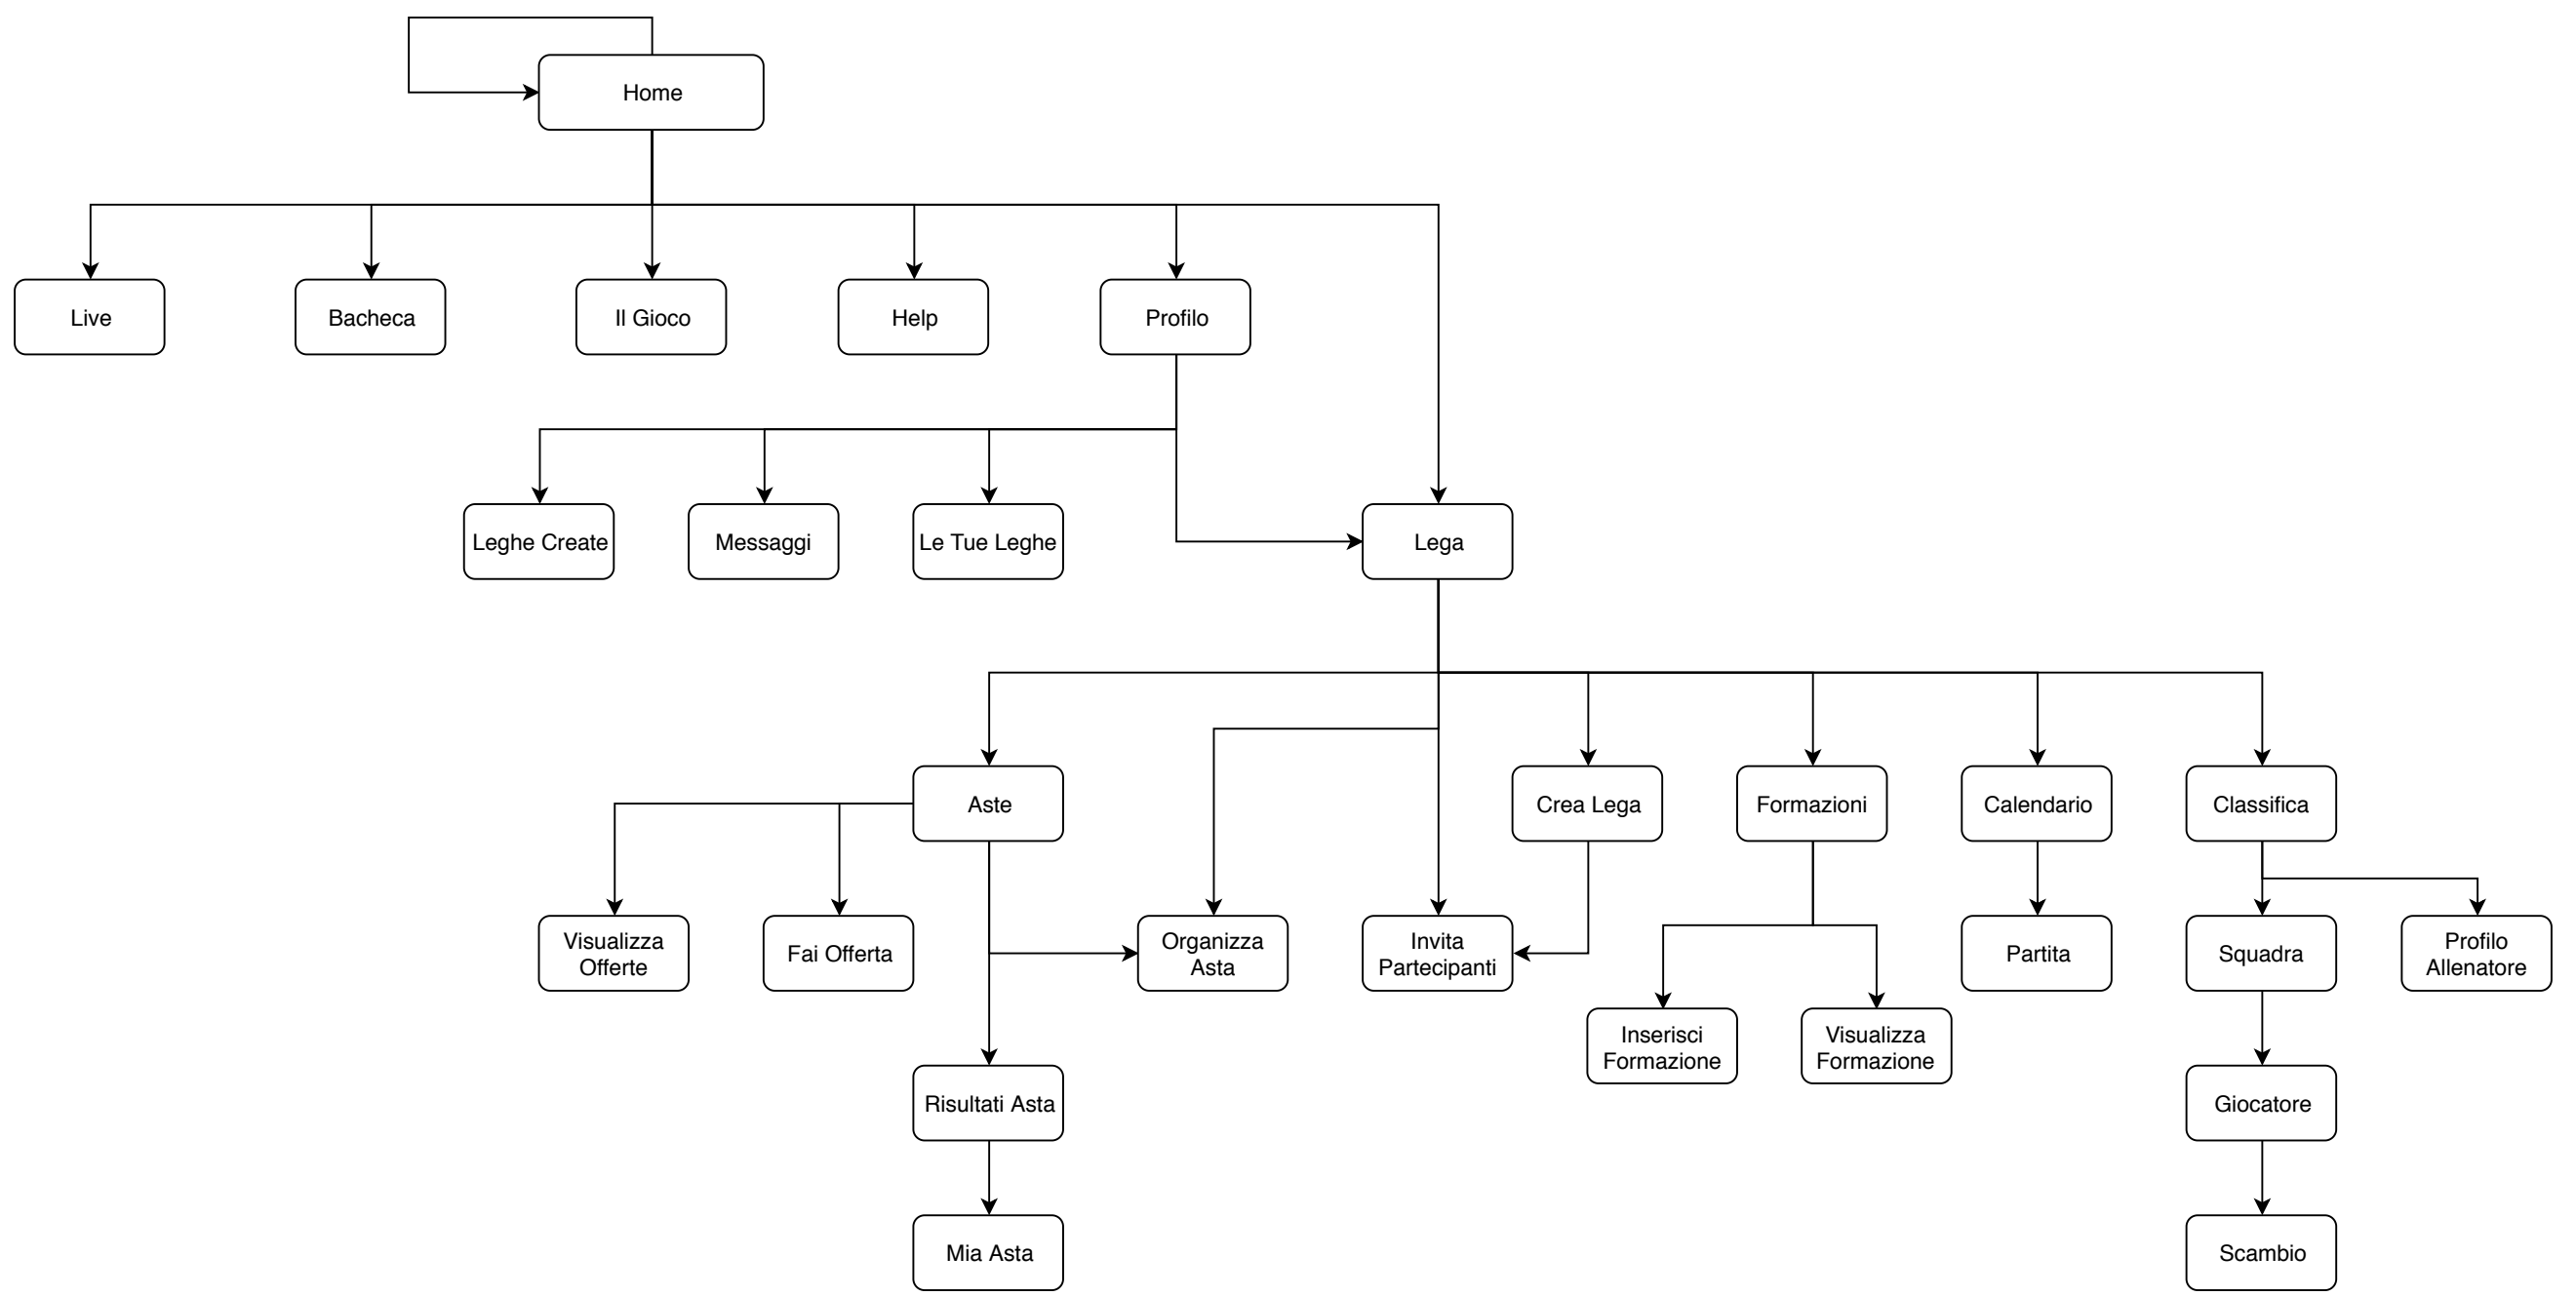 Home
Live
Bacheca
Il Gioco
Help
Profilo
Leghe Create
Messaggi
Le Tue Leghe
Lega
Aste
Crea Lega
Formazioni
Calendario
Classifica
Visualizza
Offerte
Fai Offerta
Organizza
Asta
Invita
Partecipanti
Partita
Squadra
Profilo
Allenatore
Inserisci
Formazione
Visualizza
Formazione
Risultati Asta
Giocatore
Mia Asta
Scambio